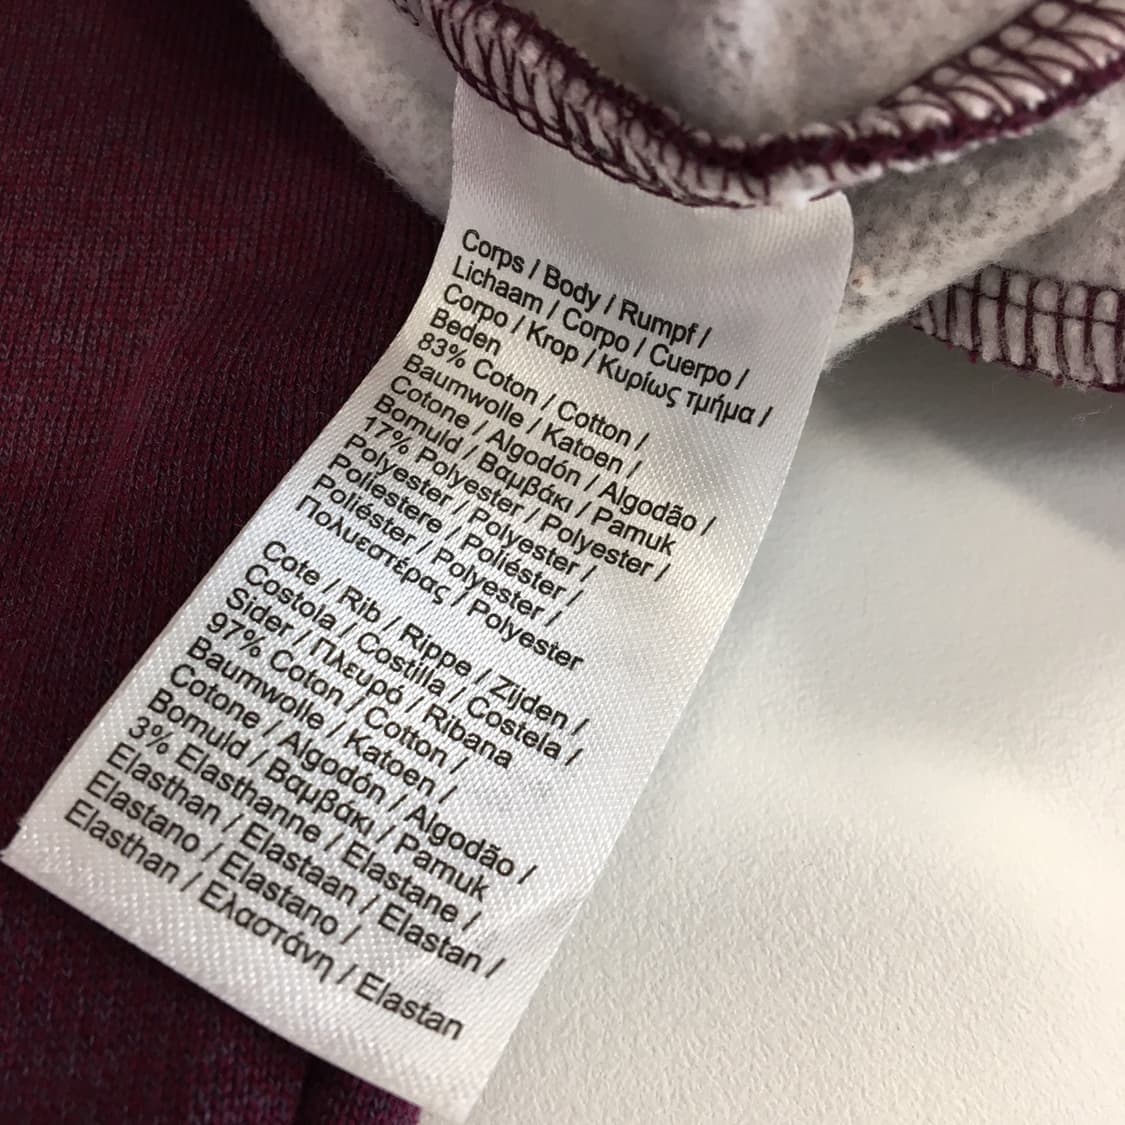 Corps / Body / Rumpf /
Lichaam / Corpo / Cuerpo /
Corpo / Krop / Κυρίως τμήμα /
Beden
83% Coton / Cotton /
Baumwolle / Katoen /
Cotone / Algodón / Algodão /
Bomuld / Βαμβάκι / Pamuk
17% Polyester / Polyester /
Polyester / Polyester /
Poliestere / Poliéster /
Poliéster / Polyester /
Πολυεστέρας / Polyester
Cote / Rib / Rippe / Zijden /
Costola / Costilla / Costela /
Sider / Πλευρό / Ribana
97% Coton / Cotton /
Baumwolle / Katoen /
Cotone / Algodón / Algodão /
Bomuld / Βαμβάκι / Pamuk
3% Elasthanne / Elastane /
Elasthan / Elastaan / Elastan /
Elastano / Elastano /
Elasthan / Ελαστάνη / Elastan